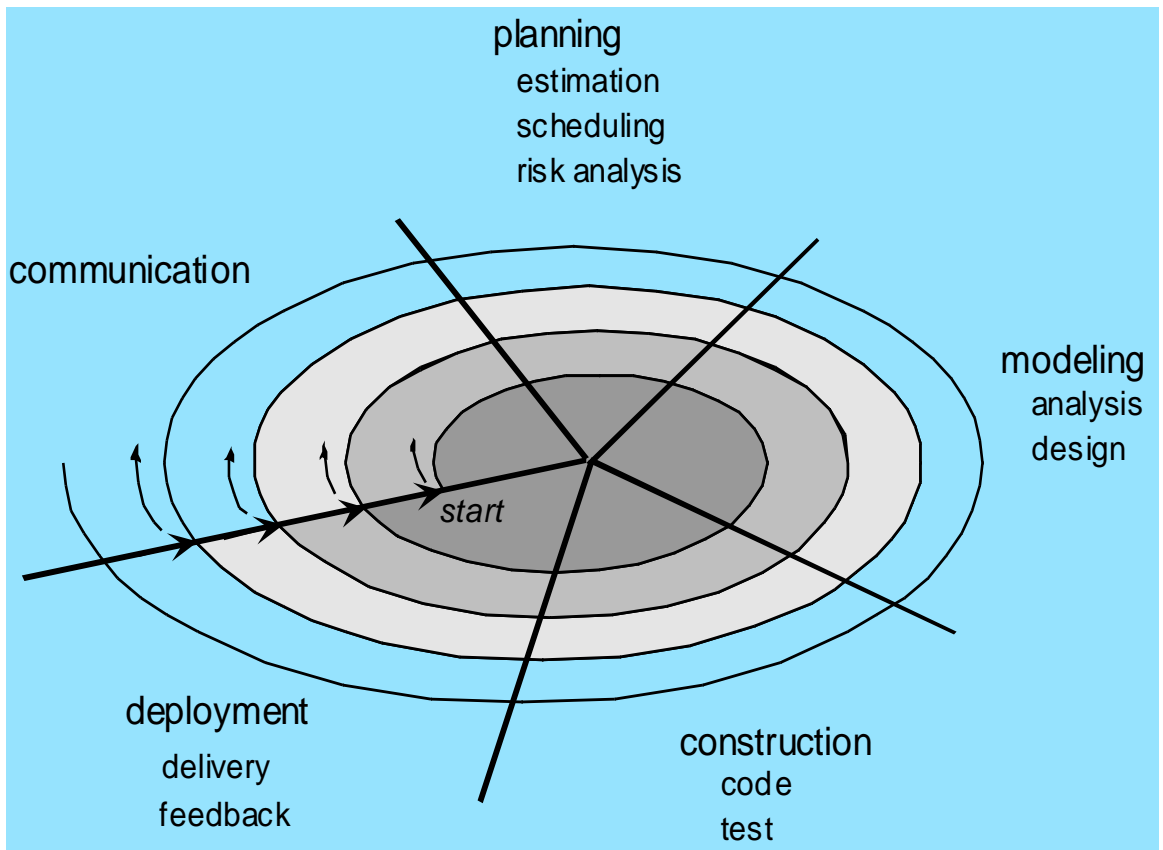 planning
estimation
scheduling
risk analysis
communication
modeling
analysis
design
start
deployment
delivery
feedback
construction
code
test